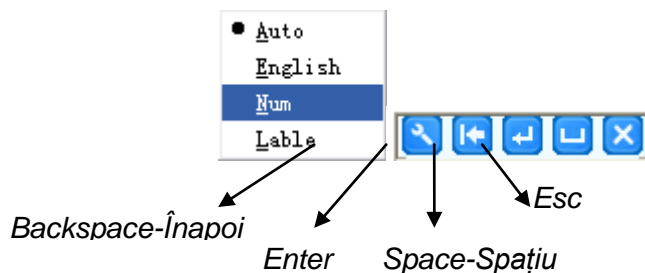 Auto
English
Num
Lable
Esc
Backspace-Înapoi
Enter
Space-Spațiu